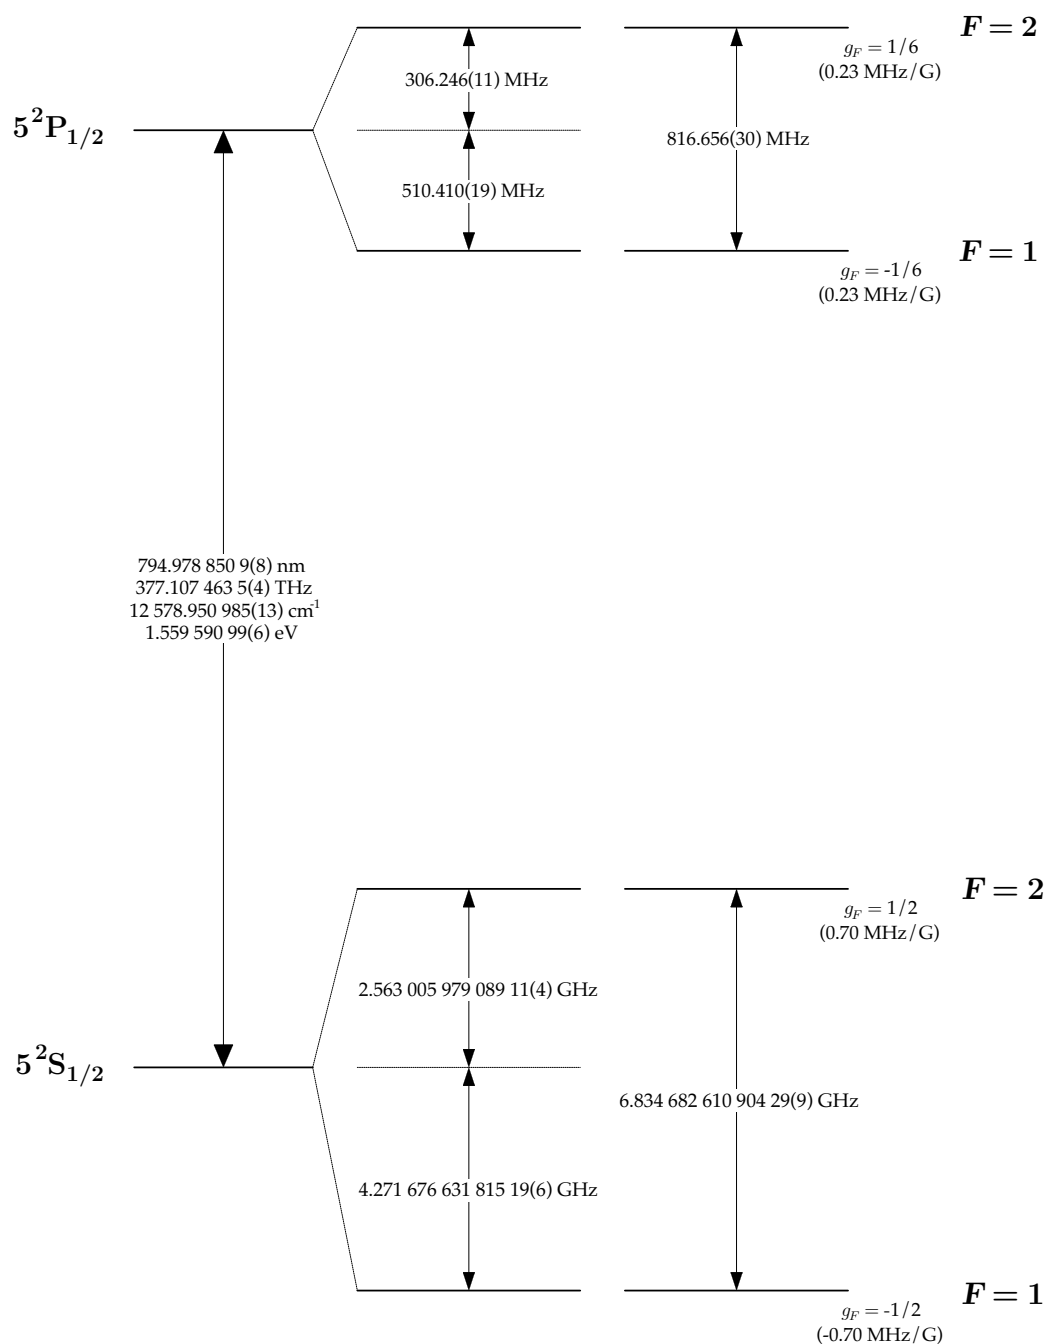 F = 2
g_F = 1/6
(0.23 MHz/G)
306.246(11) MHz
5 ²P₁/₂
816.656(30) MHz
510.410(19) MHz
F = 1
g_F = -1/6
(0.23 MHz/G)
794.978 850 9(8) nm
377.107 463 5(4) THz
12 578.950 985(13) cm⁻¹
1.559 590 99(6) eV
F = 2
g_F = 1/2
(0.70 MHz/G)
2.563 005 979 089 11(4) GHz
5 ²S₁/₂
6.834 682 610 904 29(9) GHz
4.271 676 631 815 19(6) GHz
F = 1
g_F = -1/2
(-0.70 MHz/G)